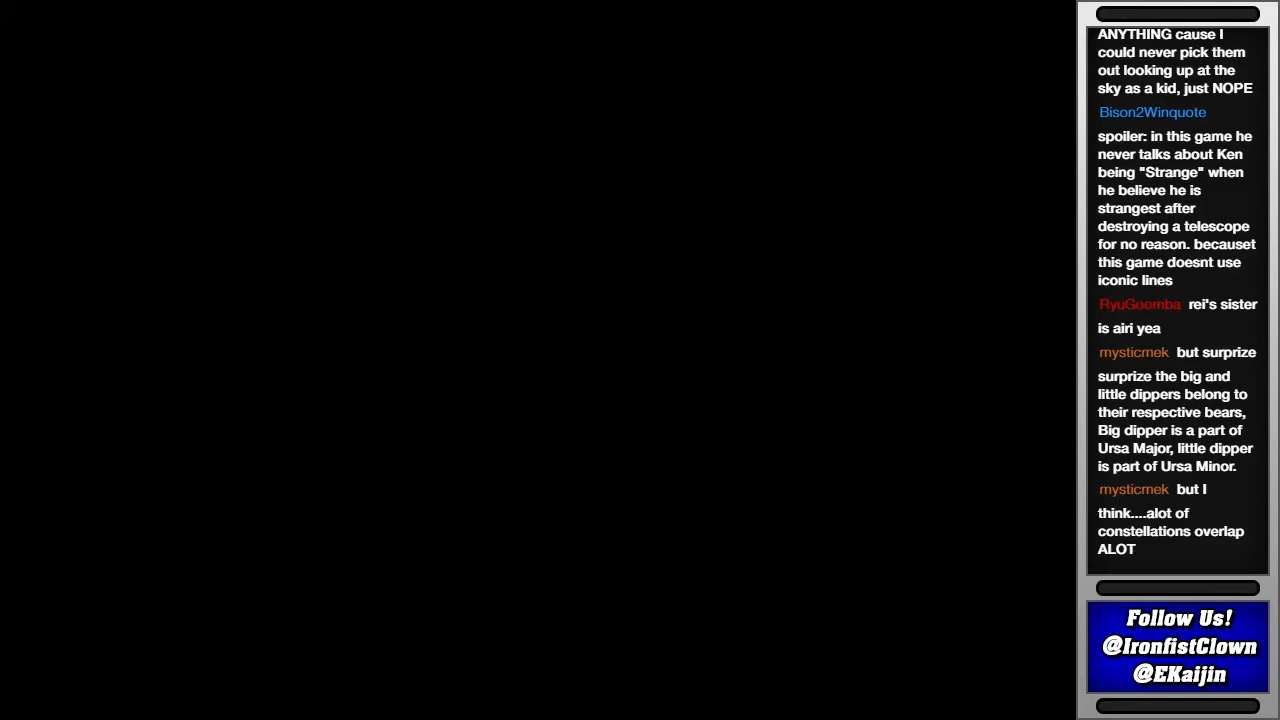 ANYTHING cause I
could never pick them
out looking up at the
sky as a kid, just NOPE
Bison2Winquote
spoiler: in this game he
never talks about Ken
being "Strange" when
he believe he is
strangest after
destroying a telescope
for no reason. becauset
this game doesnt use
iconic lines
RyuGoomba rei's sister
is airi yea
mysticmek but surprize
surprize the big and
little dippers belong to
their respective bears,
Big dipper is a part of
Ursa Major, little dipper
is part of Ursa Minor.
mysticmek but I
think....alot of
constellations overlap
ALOT
Follow Us!
@IronfistClown
@EKaijin